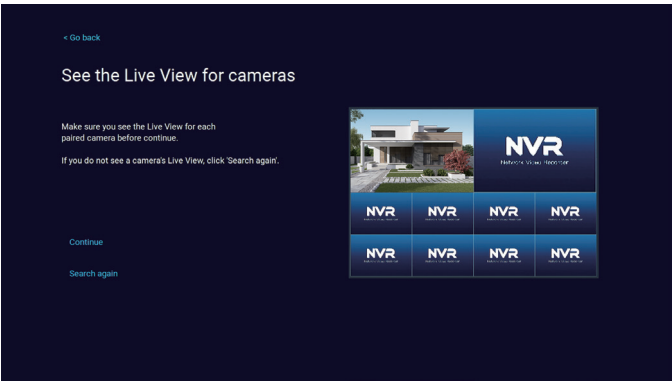 < Go back
See the Live View for cameras
Make sure you see the Live View for each
paired camera before continue.
If you do not see a camera's Live View, click 'Search again'.
NVR
Network Video Recorder
NVR NVR NVR NVR
NVR NVR NVR NVR
Continue
Search again